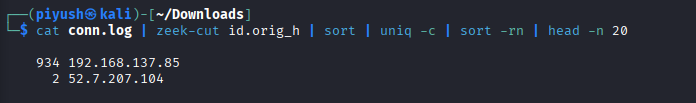 ┌──(piyush㉿kali)-[~/Downloads]
└─$ cat conn.log | zeek-cut id.orig_h | sort | uniq -c | sort -rn | head -n 20
934 192.168.137.85
2 52.7.207.104